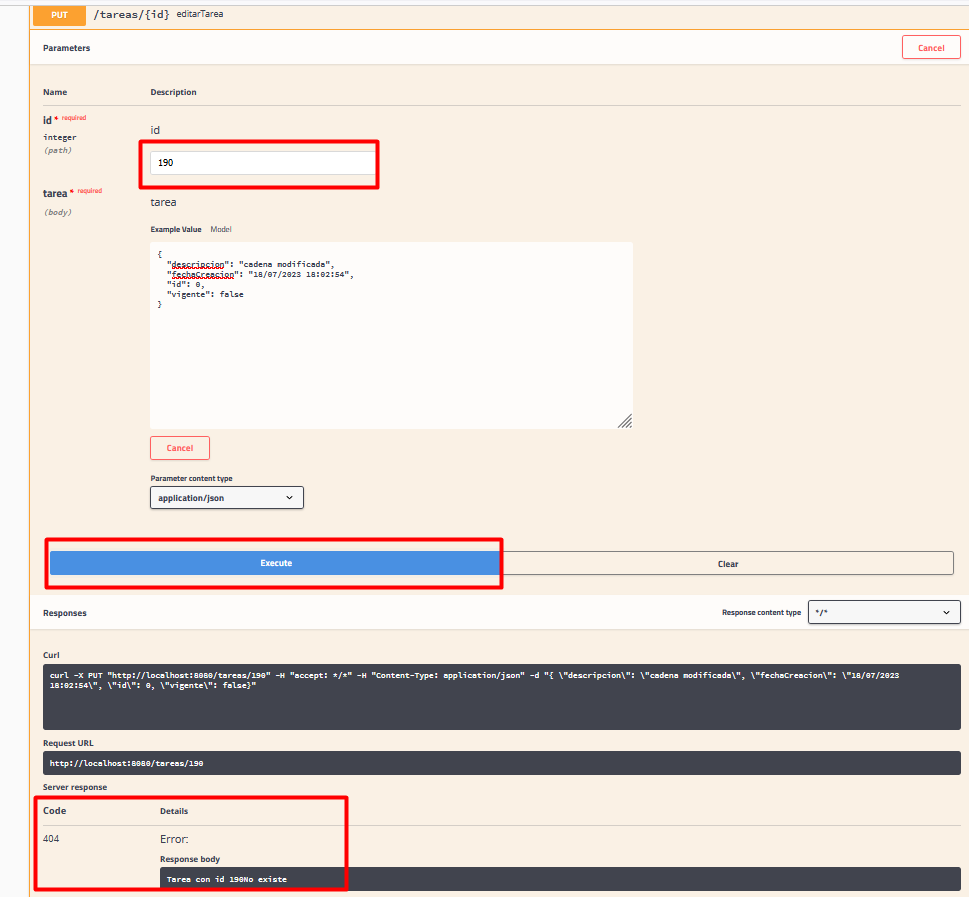 PUT /tareas/{id} editarTarea
Parameters
Cancel
Name Description
id * required
integer
(path)
id
190
tarea * required
(body)
tarea
Example Value Model
{
"descripcion": "cadena modificada",
"fechaCreacion": "18/07/2023 18:02:54",
"id": 0,
"vigente": false
}
Cancel
Parameter content type
application/json
Execute
Clear
Responses
Response content type */*
Curl
curl -X PUT "http://localhost:8080/tareas/190" -H "accept: */*" -H "Content-Type: application/json" -d "{ \"descripcion\": \"cadena modificada\", \"fechaCreacion\": \"18/07/2023
18:02:54\", \"id\": 0, \"vigente\": false}"
Request URL
http://localhost:8080/tareas/190
Server response
Code Details
404 Error:
Response body
Tarea con id 190No existe